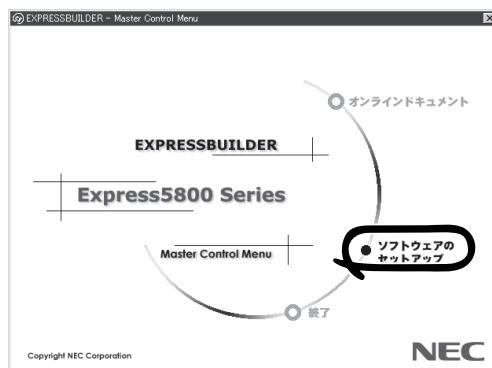 EXPRESSBUILDER - Master Control Menu
オンラインドキュメント
EXPRESSBUILDER
Express5800 Series
Master Control Menu
ソフトウェアの
セットアップ
終了
Copyright NEC Corporation
NEC